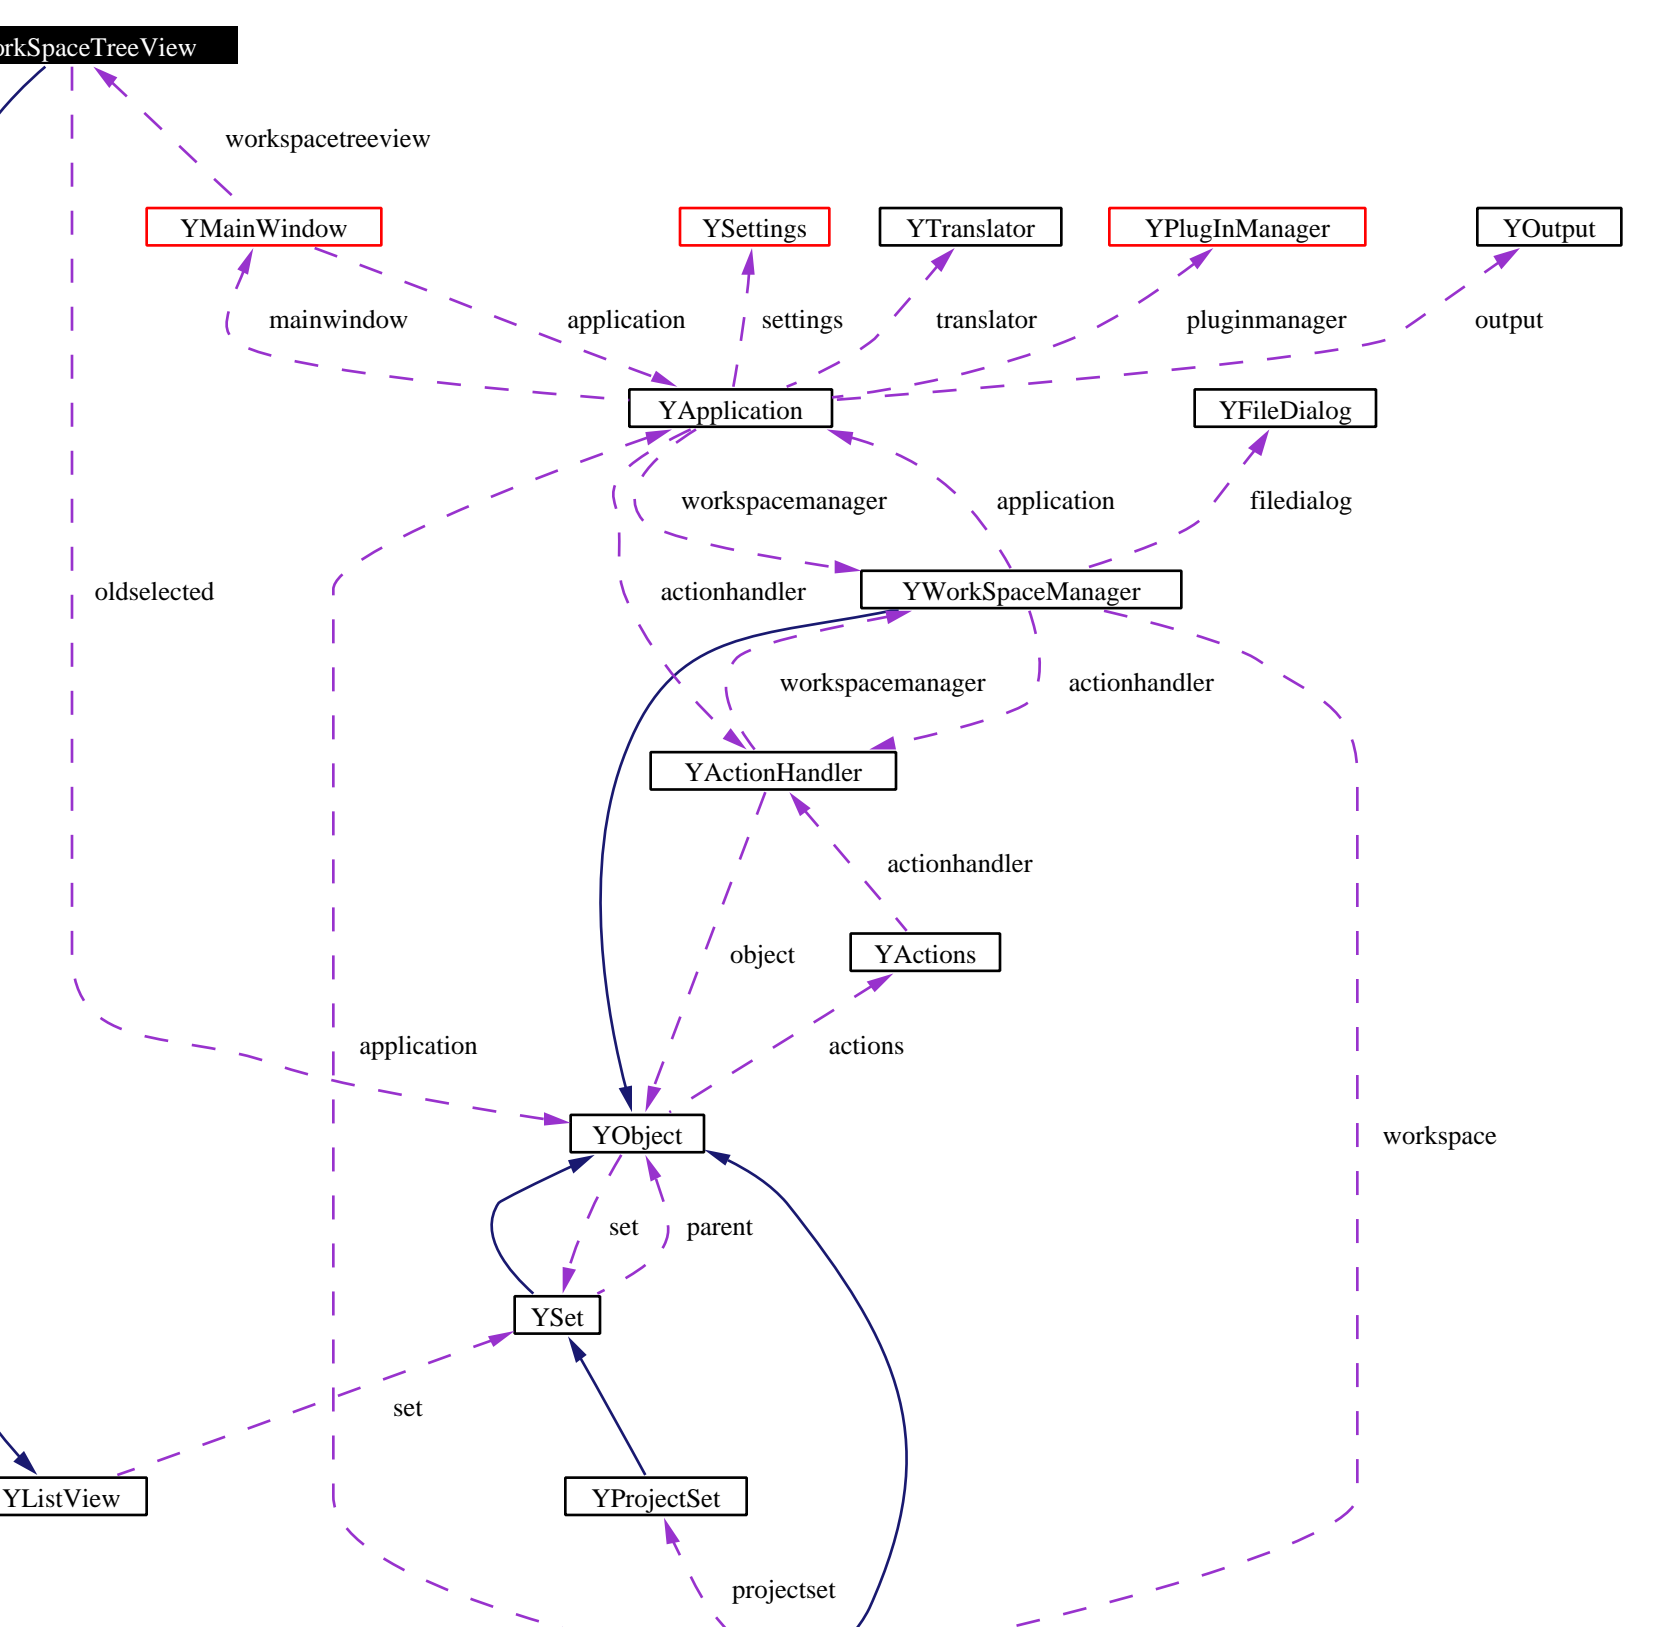 orkSpaceTreeView
workspacetreeview
YMainWindow
YSettings
YTranslator
YPlugInManager
YOutput
mainwindow
application
settings
translator
pluginmanager
output
YApplication
YFileDialog
workspacemanager
application
filedialog
oldselected
actionhandler
YWorkSpaceManager
workspacemanager
actionhandler
YActionHandler
actionhandler
object
YActions
application
actions
YObject
workspace
set
parent
YSet
set
YListView
YProjectSet
projectset